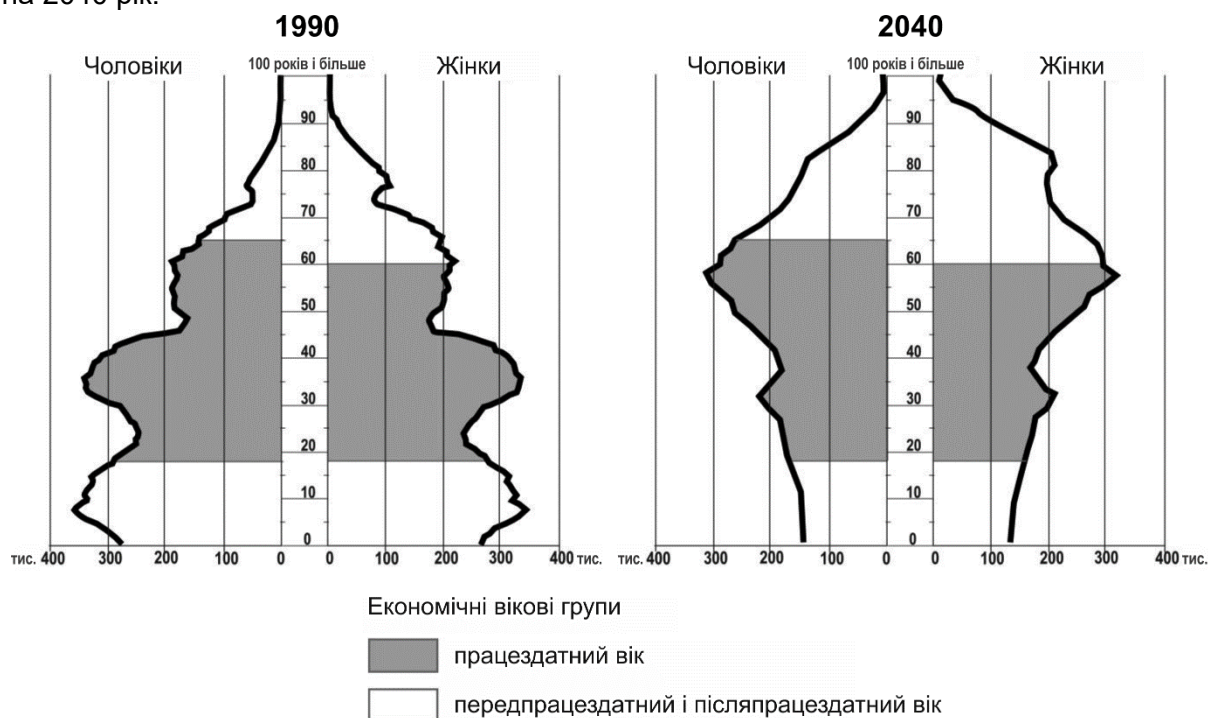 на 2040 рік.
1990
2040
Чоловіки 100 років і більше Жінки
Чоловіки 100 років і більше Жінки
90
80
70
60
50
40
30
20
10
0
90
80
70
60
50
40
30
20
10
0
тис. 400 300 200 100 0 0 100 200 300 400 тис.
тис. 400 300 200 100 0 0 100 200 300 400 тис.
Економічні вікові групи
працездатний вік
передпрацездатний і післяпрацездатний вік